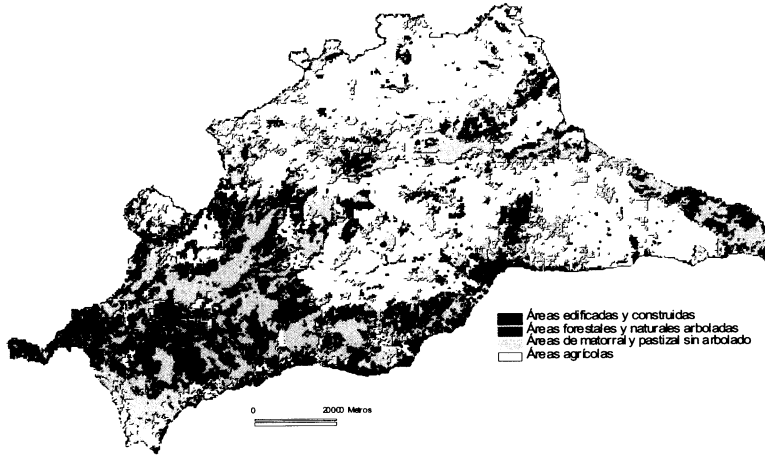 Áreas edificadas y construidas
Áreas forestales y naturales arboladas
Áreas de matorral y pastizal sin arbolado
Áreas agrícolas
0 20000 Metros